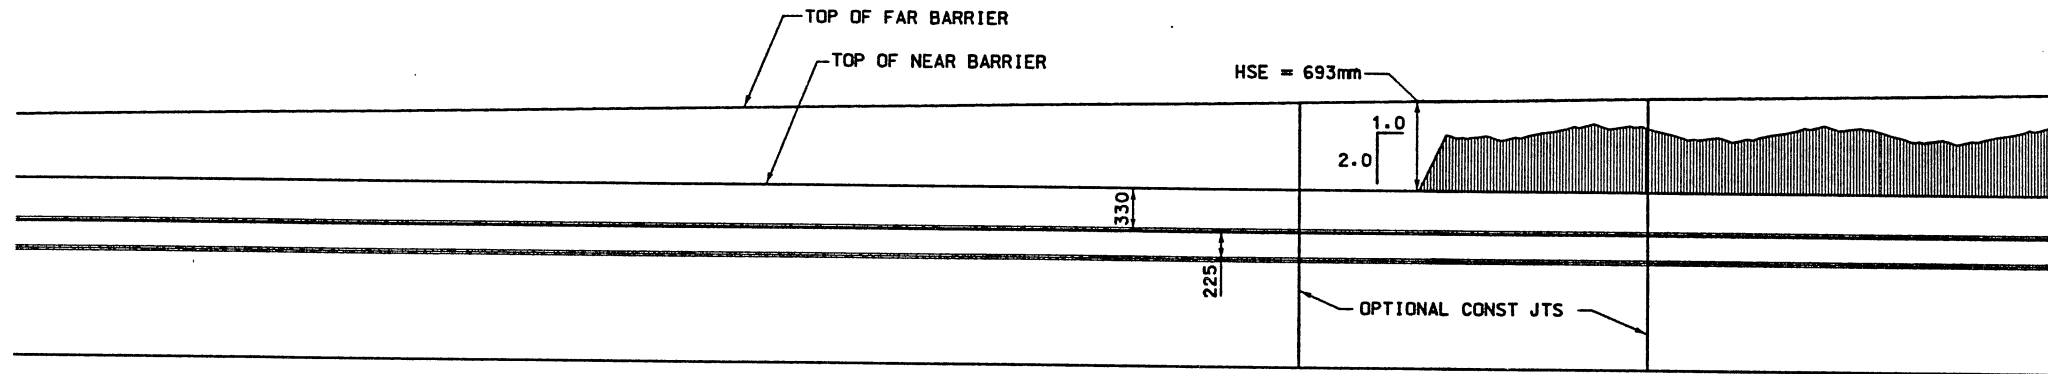 TOP OF FAR BARRIER
TOP OF NEAR BARRIER
HSE = 693mm
1.0
2.0
330
225
OPTIONAL CONST JTS